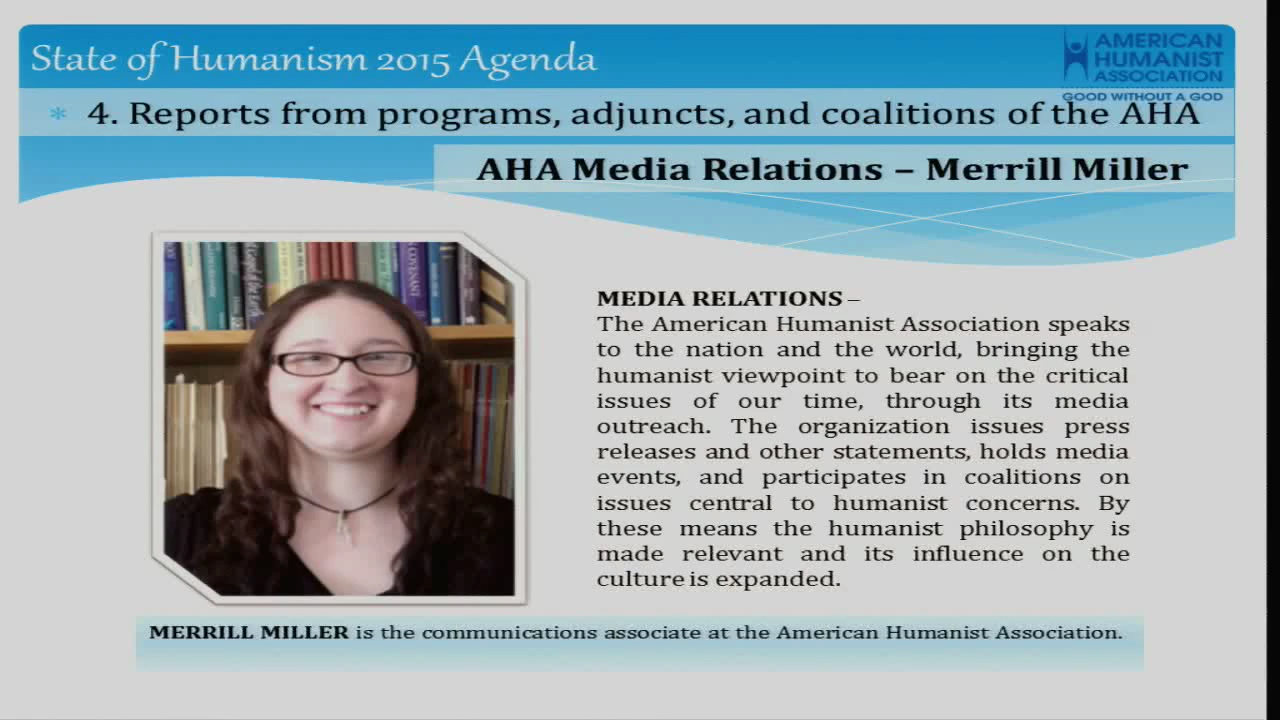 State of Humanism 2015 Agenda
AMERICAN
HUMANIST
ASSOCIATION
GOOD WITHOUT A GOD
* 4. Reports from programs, adjuncts, and coalitions of the AHA
AHA Media Relations – Merrill Miller
COVENANT
MEDIA RELATIONS –
The American Humanist Association speaks
to the nation and the world, bringing the
humanist viewpoint to bear on the critical
issues of our time, through its media
outreach. The organization issues press
releases and other statements, holds media
events, and participates in coalitions on
issues central to humanist concerns. By
these means the humanist philosophy is
made relevant and its influence on the
culture is expanded.
MERRILL MILLER is the communications associate at the American Humanist Association.